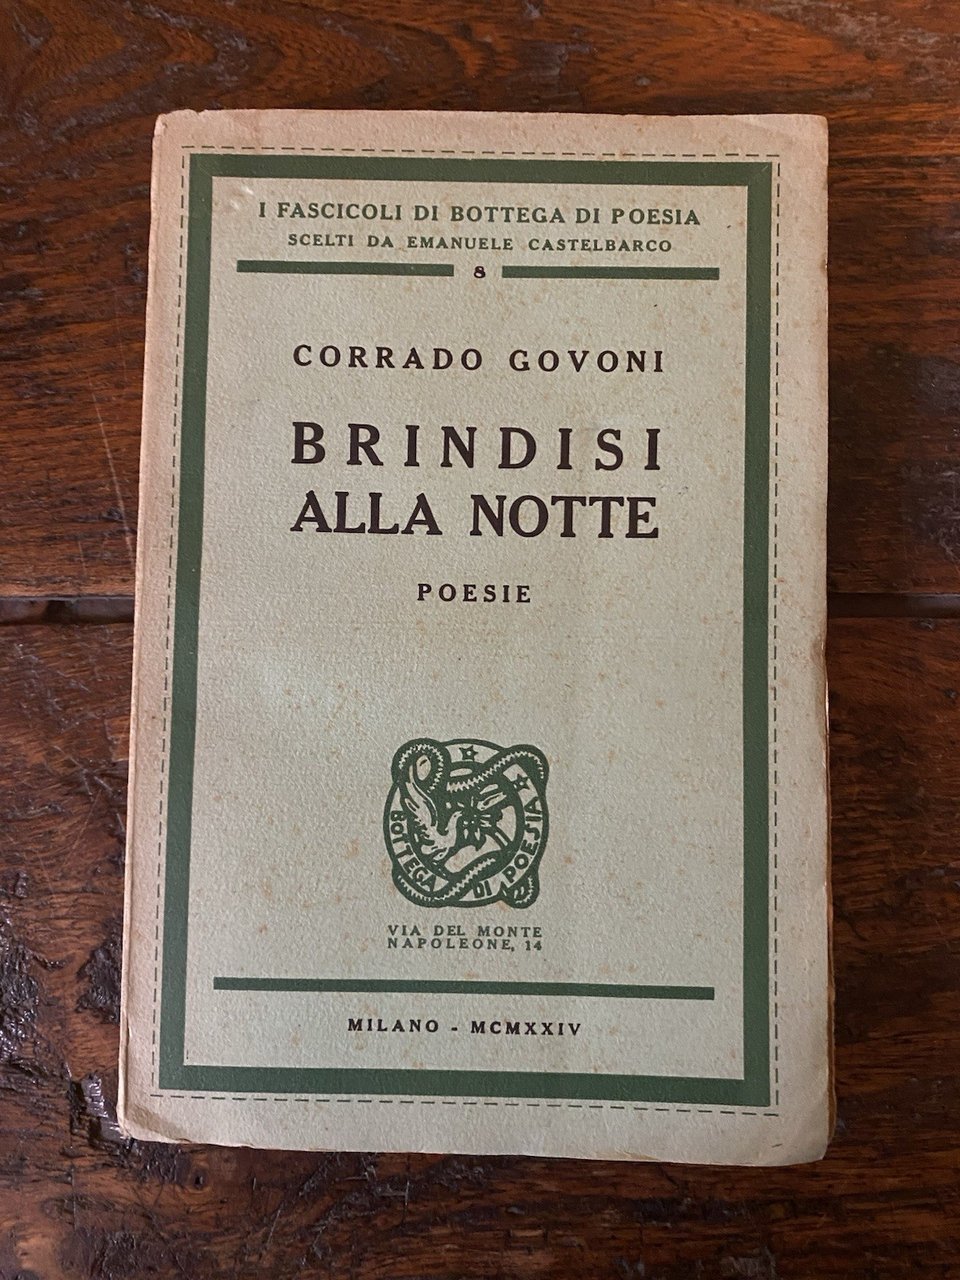 I FASCICOLI DI BOTTEGA DI POESIA
SCELTI DA EMANUELE CASTELBARCO
8
CORRADO GOVONI
BRINDISI
ALLA NOTTE
POESIE
BOTTEGA DI POESIA
VIA DEL MONTE
NAPOLEONE, 14
MILANO - MCMXXIV